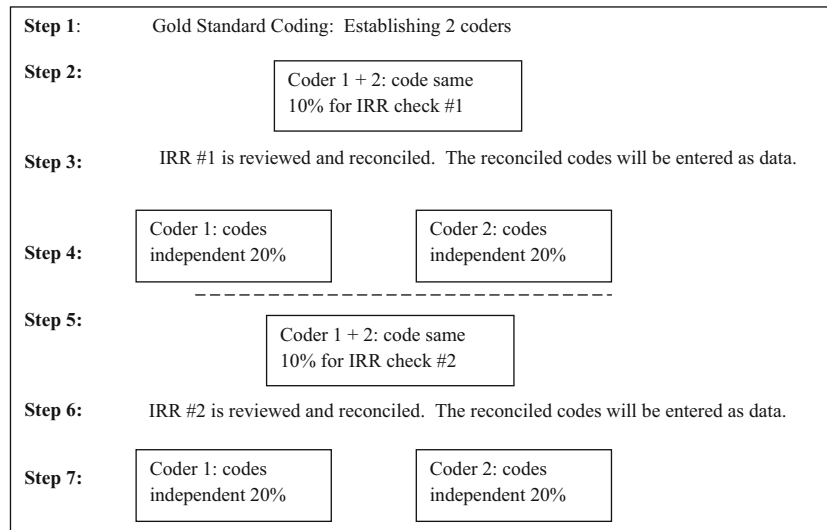 Step 1: Gold Standard Coding: Establishing 2 coders
Step 2:
Coder 1 + 2: code same
10% for IRR check #1
Step 3: IRR #1 is reviewed and reconciled. The reconciled codes will be entered as data.
Step 4:
Coder 1: codes
independent 20%
Coder 2: codes
independent 20%
Step 5:
Coder 1 + 2: code same
10% for IRR check #2
Step 6: IRR #2 is reviewed and reconciled. The reconciled codes will be entered as data.
Step 7:
Coder 1: codes
independent 20%
Coder 2: codes
independent 20%